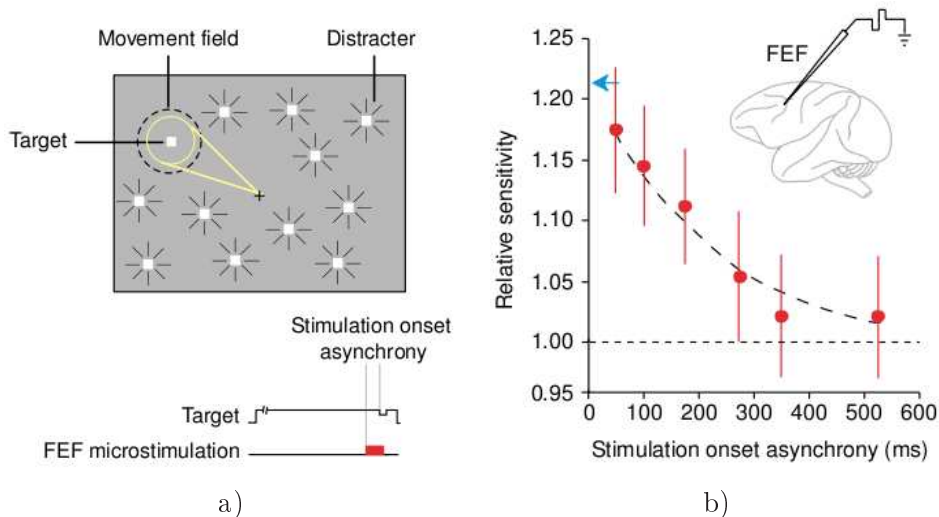 Movement field
Distracter
Target
Stimulation onset
asynchrony
Target
FEF microstimulation
a)
FEF
Relative sensitivity
1.25
1.20
1.15
1.10
1.05
1.00
0.95
0 100 200 300 400 500 600
Stimulation onset asynchrony (ms)
b)